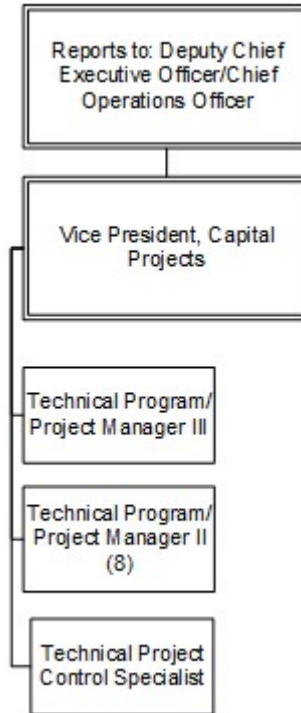 Reports to: Deputy Chief
Executive Officer/Chief
Operations Officer
Vice President, Capital
Projects
Technical Program/
Project Manager III
Technical Program/
Project Manager II
(8)
Technical Project
Control Specialist